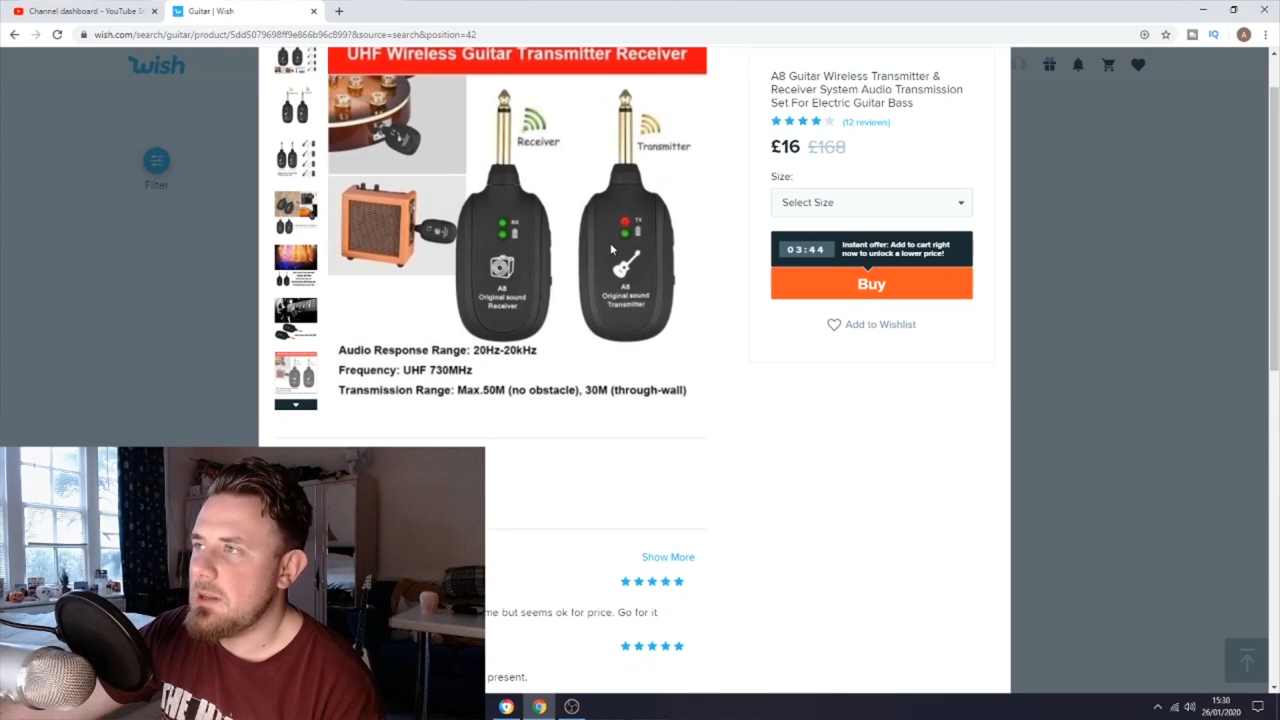 Channel dashboard - YouTube St
Guitar | Wish
wish.com/search/guitar/product/5dd5079698ff9e866b96c899?&source=search&position=42
IQ
A
wish
Filter
UHF Wireless Guitar Transmitter Receiver
Receiver
Transmitter
RX
TX
A8
Original sound
Receiver
A8
Original sound
Transmitter
Audio Response Range: 20Hz-20kHz
Frequency: UHF 730MHz
Transmission Range: Max.50M (no obstacle), 30M (through-wall)
A8 Guitar Wireless Transmitter &
Receiver System Audio Transmission
Set For Electric Guitar Bass
(12 reviews)
£16 £168
Size:
Select Size
03:44
Instant offer: Add to cart right
now to unlock a lower price!
Buy
Add to Wishlist
Show More
me but seems ok for price. Go for it
present.
15:30
26/01/2020